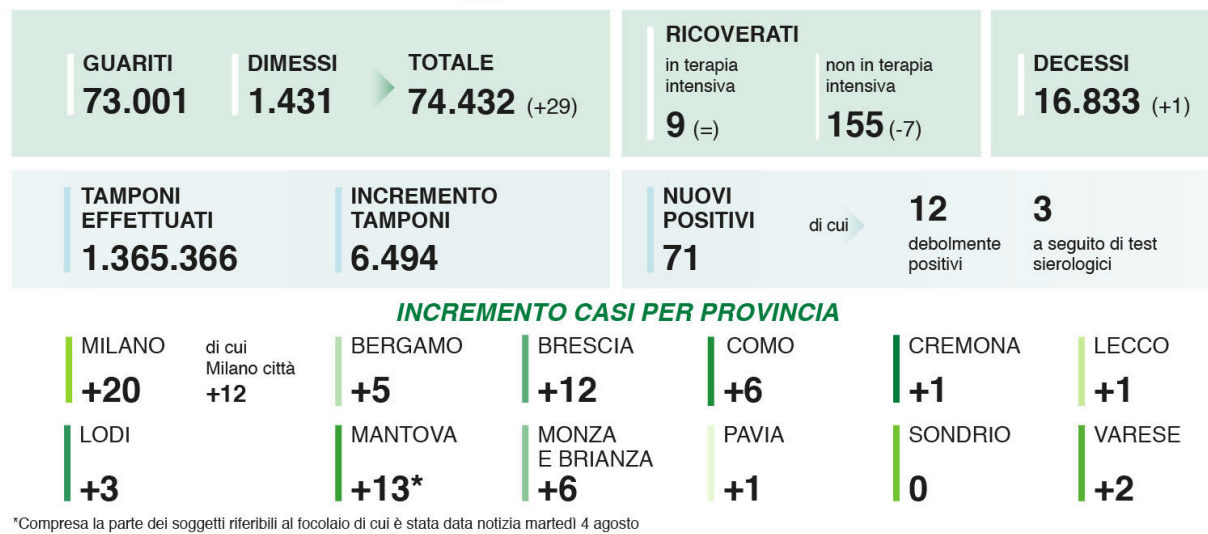 GUARITI
73.001
DIMESSI
1.431
TOTALE
74.432 (+29)
RICOVERATI
in terapia
intensiva
9 (=)
non in terapia
intensiva
155 (-7)
DECESSI
16.833 (+1)
TAMPONI
EFFETTUATI
1.365.366
INCREMENTO
TAMPONI
6.494
NUOVI
POSITIVI
71
di cui
12
debolmente
positivi
3
a seguito di test
sierologici
INCREMENTO CASI PER PROVINCIA
MILANO
+20
di cui
Milano città
+12
BERGAMO
+5
BRESCIA
+12
COMO
+6
CREMONA
+1
LECCO
+1
LODI
+3
MANTOVA
+13*
MONZA
E BRIANZA
+6
PAVIA
+1
SONDRIO
0
VARESE
+2
*Compresa la parte dei soggetti riferibili al focolaio di cui è stata data notizia martedì 4 agosto